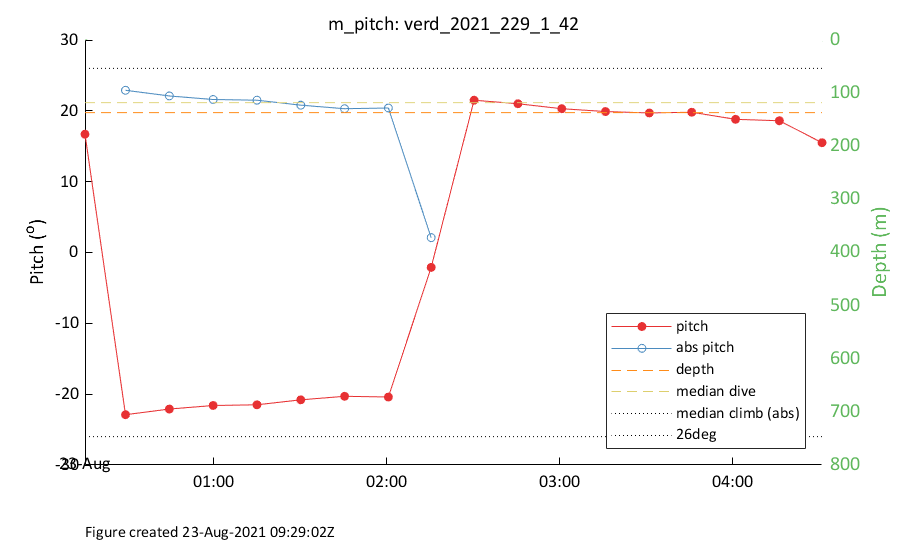 m_pitch: verd_2021_229_1_42
30
20
10
0
-10
-20
-30
Pitch (º)
0
100
200
300
400
500
600
700
800
Depth (m)
pitch
abs pitch
depth
median dive
median climb (abs)
26deg
23-Aug
01:00
02:00
03:00
04:00
Figure created 23-Aug-2021 09:29:02Z